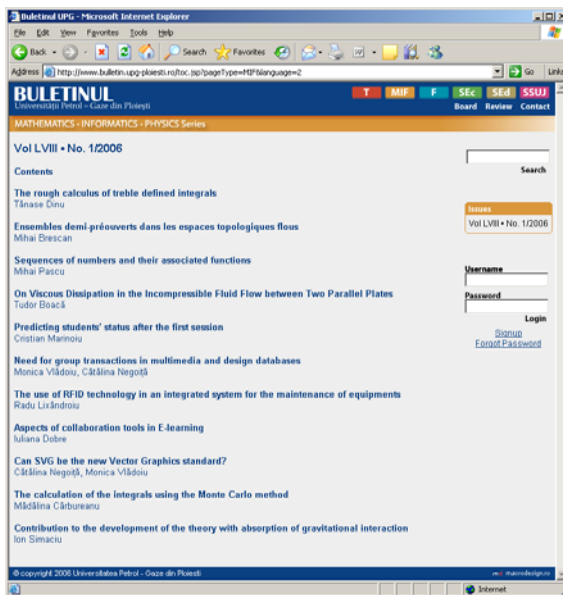 Buletinul UPG - Microsoft Internet Explorer
File Edit View Favorites Tools Help
Back Search Favorites
Address http://www.bulletin.upg-ploiesti.ro/toc.jsp?pageType=MIF&language=2 Go Links
BULETINUL T MIF F SEc SEd SSUJ
Universităţii Petrol - Gaze din Ploieşti Board Review Contact
MATHEMATICS - INFORMATICS - PHYSICS Series
Vol LVIII • No. 1/2006
Search
Contents
The rough calculus of treble defined integrals
Tănase Dinu
Issues
Vol LVIII • No. 1/2006
Ensembles demi-préouverts dans les espaces topologiques flous
Mihai Brescan
Sequences of numbers and their associated functions
Mihai Pascu
Username
Password
Login
Signup
Forgot Password
On Viscous Dissipation in the Incompressible Fluid Flow between Two Parallel Plates
Tudor Boacă
Predicting students' status after the first session
Cristian Marinoiu
Need for group transactions in multimedia and design databases
Monica Vlădoiu, Cătălina Negoiţă
The use of RFID technology in an integrated system for the maintenance of equipments
Radu Lixăndroiu
Aspects of collaboration tools in E-learning
Iuliana Dobre
Can SVG be the new Vector Graphics standard?
Cătălina Negoiţă, Monica Vlădoiu
The calculation of the integrals using the Monte Carlo method
Mădălina Cărbureanu
Contribution to the development of the theory with absorption of gravitational interaction
Ion Simaciu
© copyright 2006 Universitatea Petrol - Gaze din Ploiesti macrodesign.ro
Internet